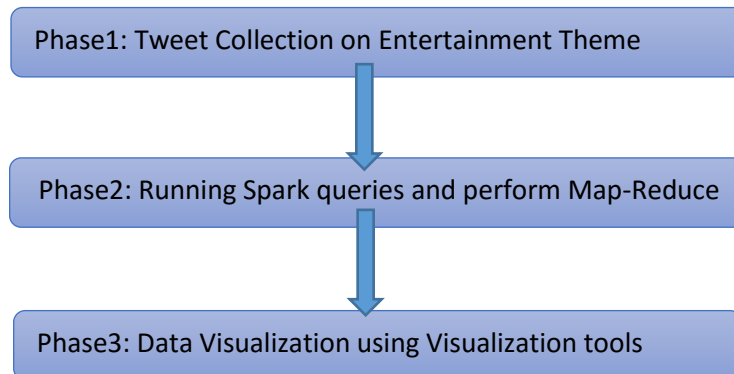 Phase1: Tweet Collection on Entertainment Theme
Phase2: Running Spark queries and perform Map-Reduce
Phase3: Data Visualization using Visualization tools